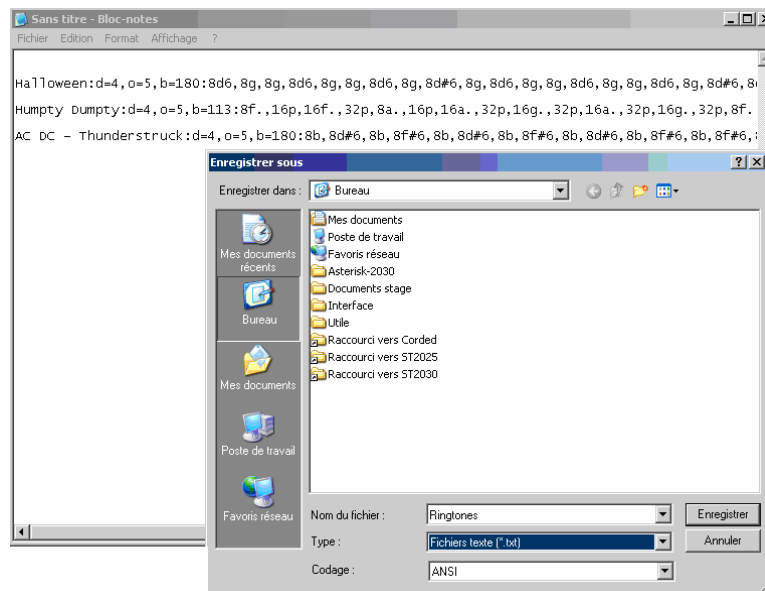 Sans titre - Bloc-notes
Fichier Edition Format Affichage ?
Halloween:d=4,o=5,b=180:8d6,8g,8g,8d6,8g,8g,8d6,8g,8d#6,8g,8d6,8g,8g,8d6,8g,8g,8d6,8g,8d#6,8
Humpty Dumpty:d=4,o=5,b=113:8f.,16p,16f.,32p,8a.,16p,16a.,32p,16g.,32p,16a.,32p,16g.,32p,8f.
AC DC - Thunderstruck:d=4,o=5,b=180:8b,8d#6,8b,8f#6,8b,8d#6,8b,8f#6,8b,8d#6,8b,8f#6,8b,8f#6,
Enregistrer sous
Enregistrer dans :
Bureau
Mes documents récents
Bureau
Mes documents
Poste de travail
Favoris réseau
Mes documents
Poste de travail
Favoris réseau
Asterisk-2030
Documents stage
Interface
Utile
Raccourci vers Corded
Raccourci vers ST2025
Raccourci vers ST2030
Nom du fichier : Ringtones Enregistrer
Type : Fichiers texte (*.txt) Annuler
Codage : ANSI